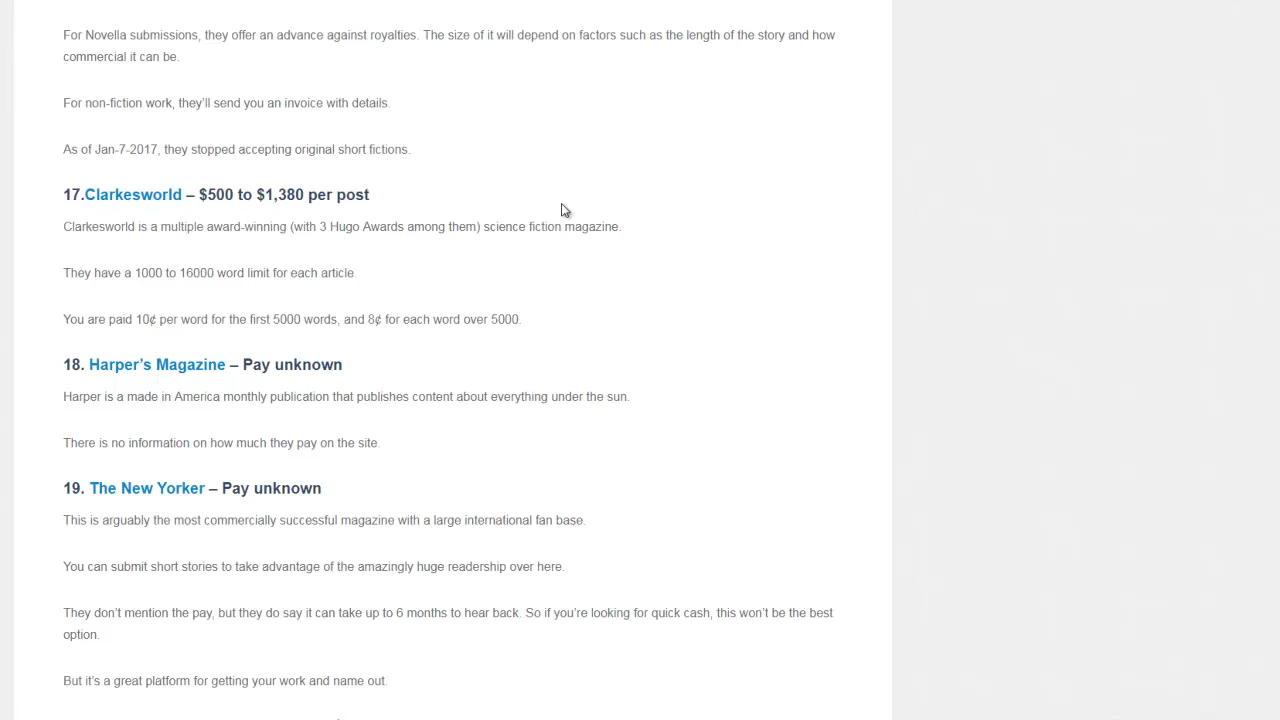 For Novella submissions, they offer an advance against royalties. The size of it will depend on factors such as the length of the story and how
commercial it can be.
For non-fiction work, they’ll send you an invoice with details.
As of Jan-7-2017, they stopped accepting original short fictions.
17.Clarkesworld – $500 to $1,380 per post
Clarkesworld is a multiple award-winning (with 3 Hugo Awards among them) science fiction magazine.
They have a 1000 to 16000 word limit for each article.
You are paid 10¢ per word for the first 5000 words, and 8¢ for each word over 5000.
18. Harper’s Magazine – Pay unknown
Harper is a made in America monthly publication that publishes content about everything under the sun.
There is no information on how much they pay on the site.
19. The New Yorker – Pay unknown
This is arguably the most commercially successful magazine with a large international fan base.
You can submit short stories to take advantage of the amazingly huge readership over here.
They don’t mention the pay, but they do say it can take up to 6 months to hear back. So if you’re looking for quick cash, this won’t be the best
option.
But it’s a great platform for getting your work and name out.